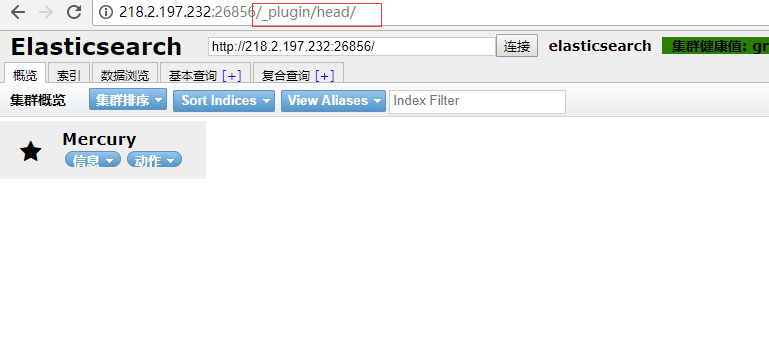 218.2.197.232:26856/_plugin/head/
Elasticsearch http://218.2.197.232:26856/ 连接 elasticsearch 集群健康值: gr
概览 索引 数据浏览 基本查询 [+] 复合查询 [+]
集群概览 集群排序 Sort Indices View Aliases Index Filter
Mercury
信息 动作